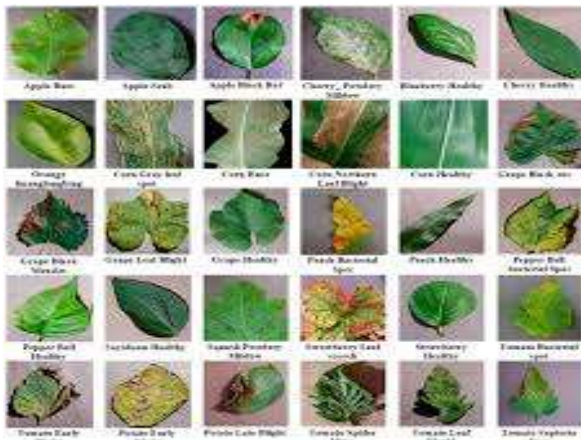 Apple Rust Apple Scab Apple Black Rot Cherry_ Powdery Blueberry Healthy Cherry Healthy
Mildew
Orange Corn Gray leaf Corn Rust Corn Northern Corn Healthy Grape Black rot
huanglongbing spot Leaf Blight
Grape Black Grape Leaf Blight Grape Healthy Peach Bacterial Peach Healthy Pepper Bell
Measles Spot bacterial Spot
Pepper Bell Soybean Healthy Squash Powdery Strawberry Leaf Strawberry Tomato Bacterial
Healthy Mildew scorch Healthy spot
Tomato Early Potato Early Potato Late Blight Tomato Spider Tomato Leaf Tomato Septoria